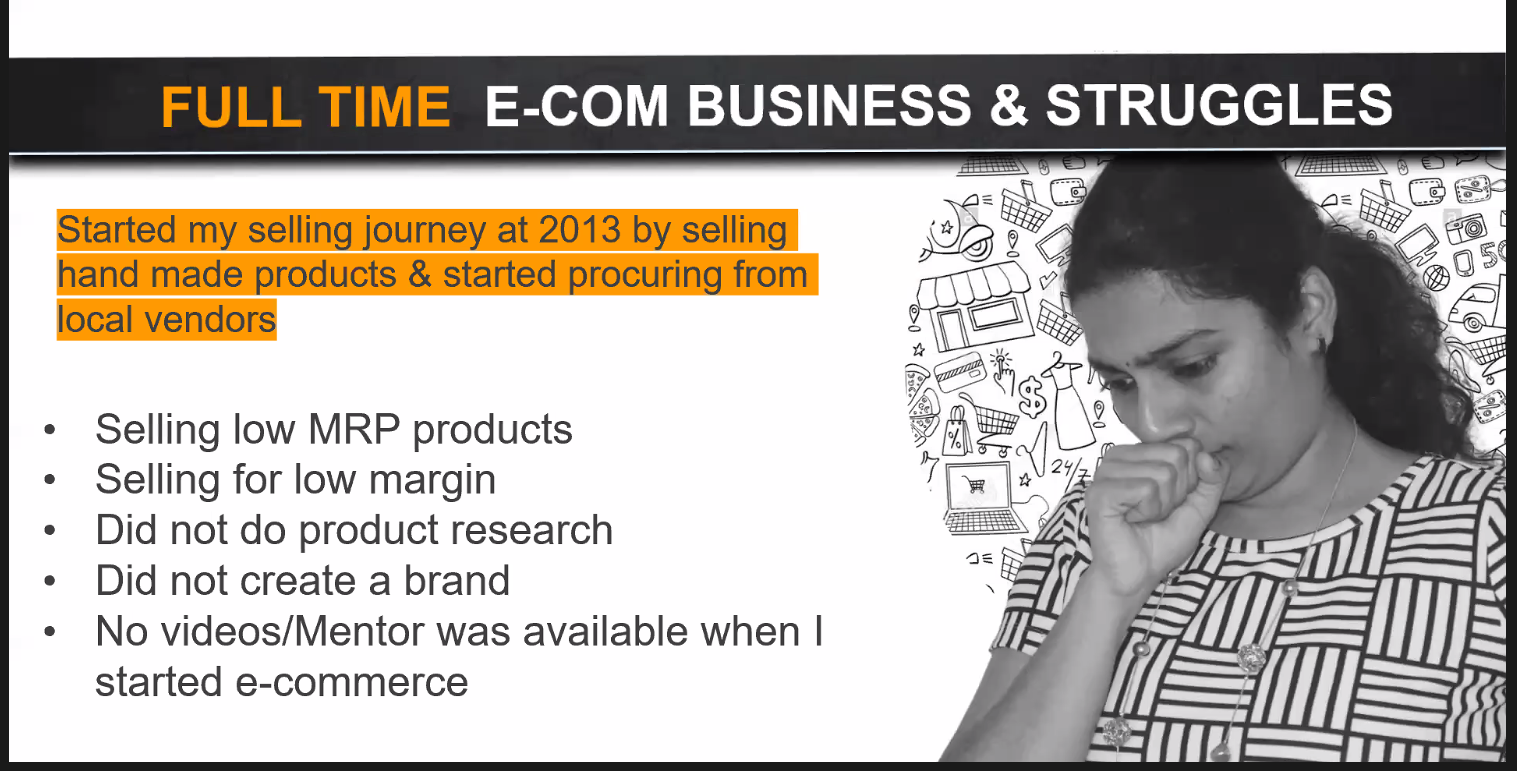 FULL TIME E-COM BUSINESS & STRUGGLES
Started my selling journey at 2013 by selling
hand made products & started procuring from
local vendors
• Selling low MRP products
• Selling for low margin
• Did not do product research
• Did not create a brand
• No videos/Mentor was available when I
started e-commerce
$
%
24/7